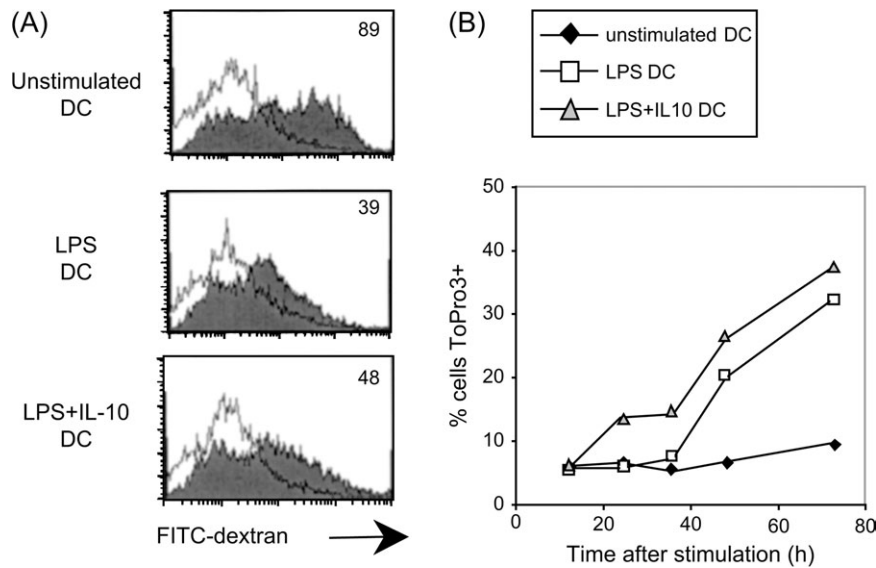 (A)
Unstimulated
DC
89
LPS
DC
39
LPS+IL-10
DC
48
FITC-dextran
(B)
unstimulated DC
LPS DC
LPS+IL10 DC
% cells ToPro3+
50
40
30
20
10
0
0
20
40
60
80
Time after stimulation (h)